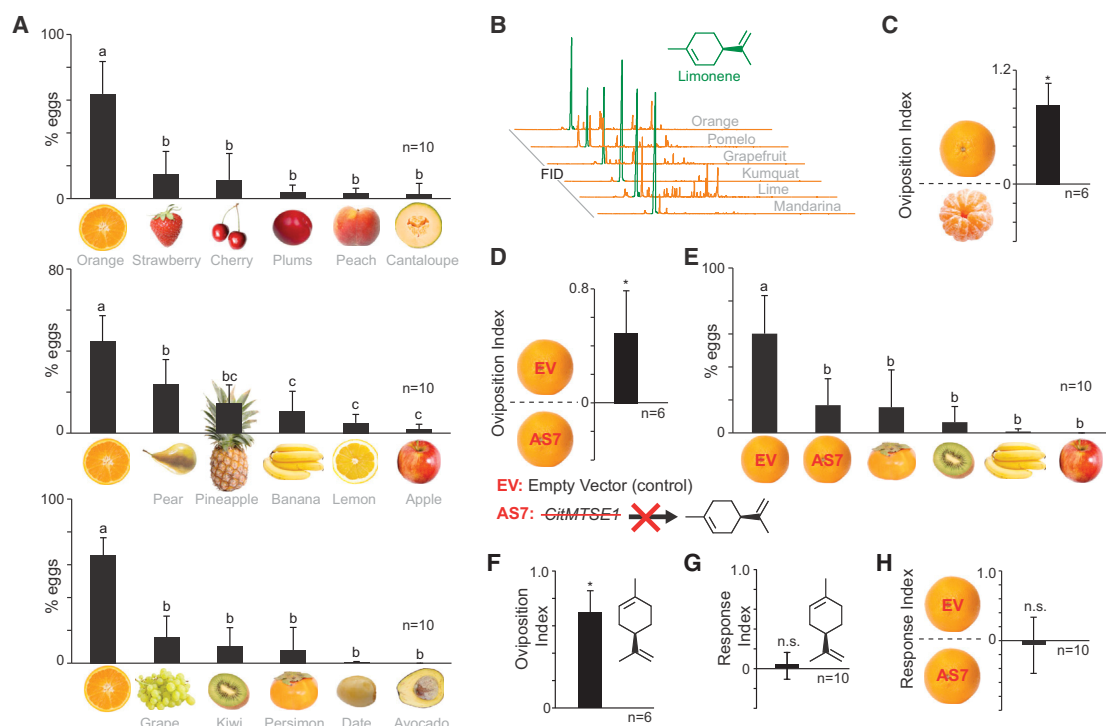 A
100
% eggs
0
a
b
b
b
b
b
n=10
Orange
Strawberry
Cherry
Plums
Peach
Cantaloupe
80
% eggs
0
a
b
bc
c
c
c
n=10
Pear
Pineapple
Banana
Lemon
Apple
100
% eggs
0
a
b
b
b
b
b
n=10
Grape
Kiwi
Persimon
Date
Avocado
B
Limonene
FID
Orange
Pomelo
Grapefruit
Kumquat
Lime
Mandarina
C
Oviposition Index
1.2
0
*
n=6
D
Oviposition Index
0.8
0
*
n=6
EV
AS7
EV: Empty Vector (control)
AS7: CitMTSE1
E
100
% eggs
0
a
b
b
b
b
b
n=10
EV
AS7
F
Oviposition
Index
1.0
0
*
n=6
G
Response
Index
1.0
0
n.s.
n=10
H
Response Index
1.0
0
n.s.
n=10
EV
AS7